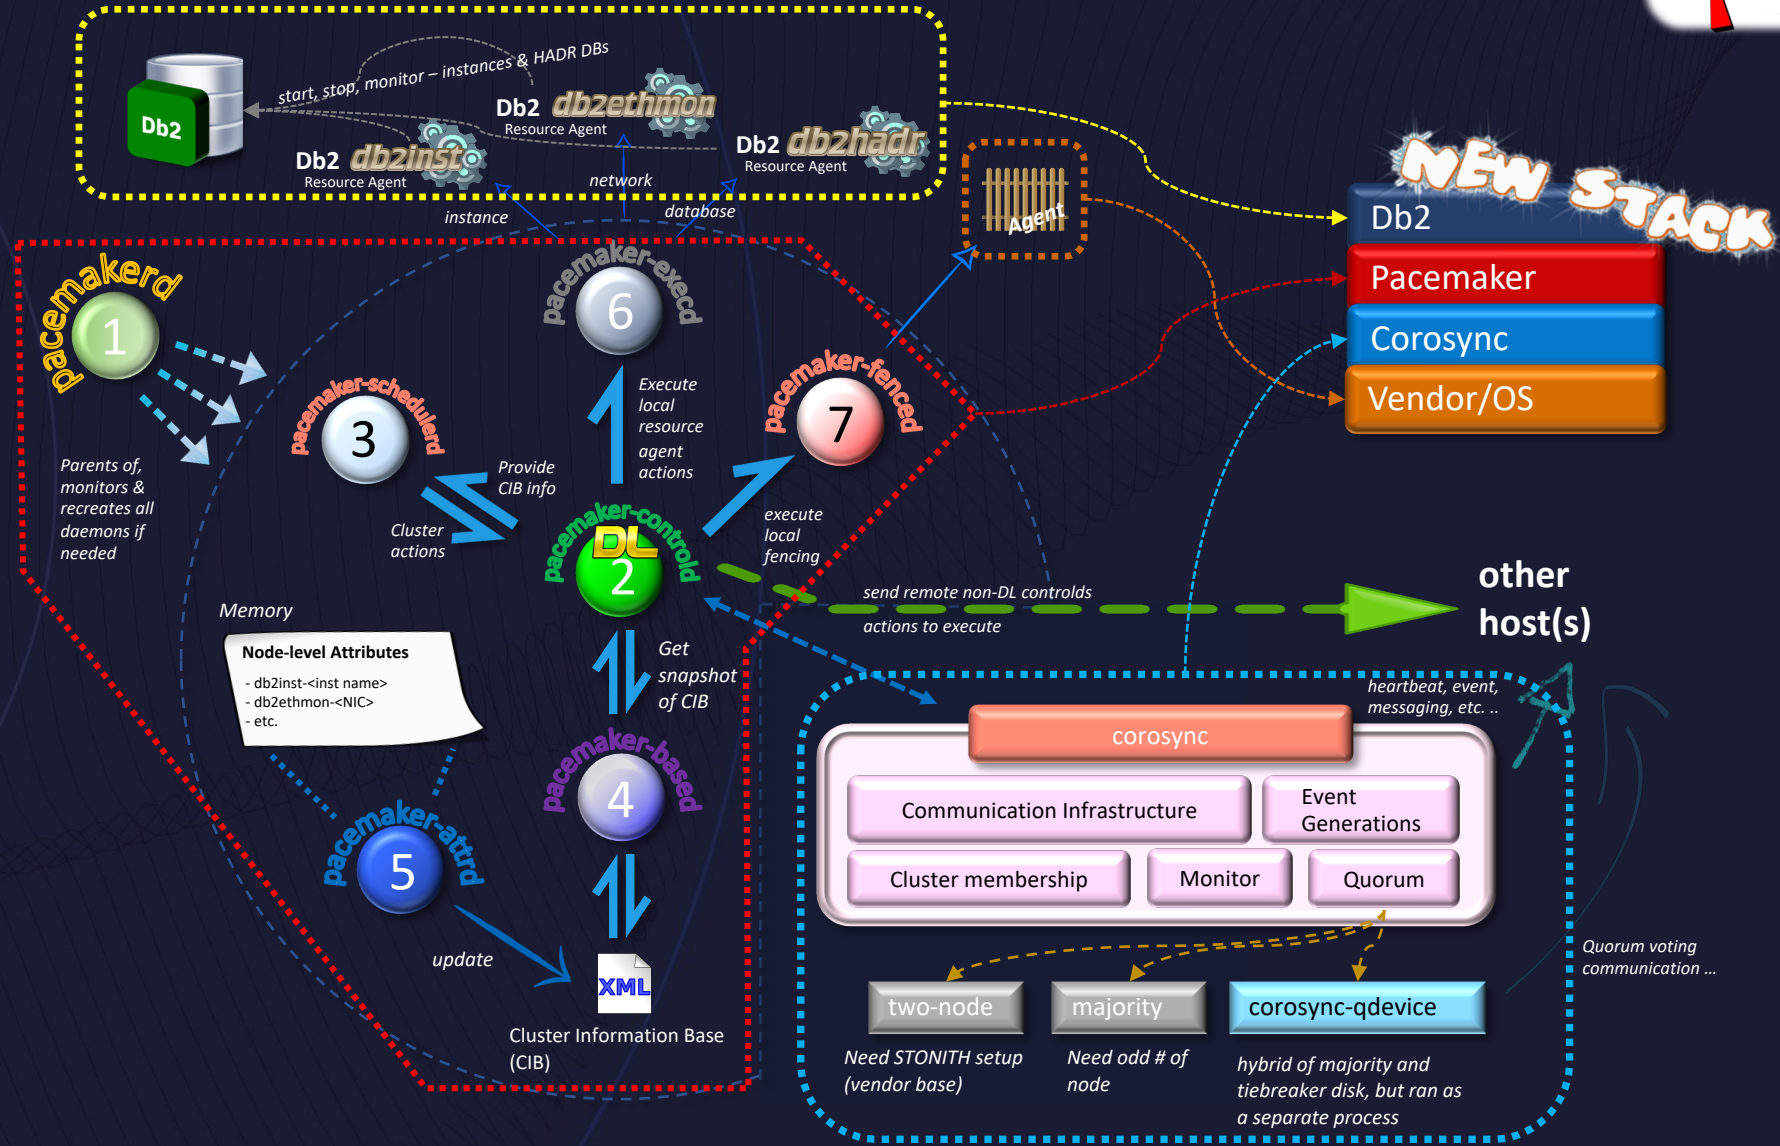 start, stop, monitor – instances & HADR DBs
Db2
Db2 db2ethmon
Resource Agent
Db2 db2inst
Resource Agent
Db2 db2hadr
Resource Agent
instance
network
database
Agent
NEW STACK
Db2
Pacemaker
Corosync
Vendor/OS
pacemakerd
1
Parents of,
monitors &
recreates all
daemons if
needed
pacemaker-execd
6
Execute
local
resource
agent
actions
pacemaker-schedulerd
3
Provide
CIB info
Cluster
actions
pacemaker-fenced
7
execute
local
fencing
pacemaker-controld
DL
2
send remote non-DL controlds
actions to execute
other
host(s)
Memory
Node-level Attributes
- db2inst-<inst name>
- db2ethmon-<NIC>
- etc.
Get
snapshot
of CIB
pacemaker-based
4
pacemaker-attrd
5
update
XML
Cluster Information Base
(CIB)
heartbeat, event,
messaging, etc. ..
corosync
Communication Infrastructure
Event
Generations
Cluster membership
Monitor
Quorum
Quorum voting
communication ...
two-node
majority
corosync-qdevice
Need STONITH setup
(vendor base)
Need odd # of
node
hybrid of majority and
tiebreaker disk, but ran as
a separate process